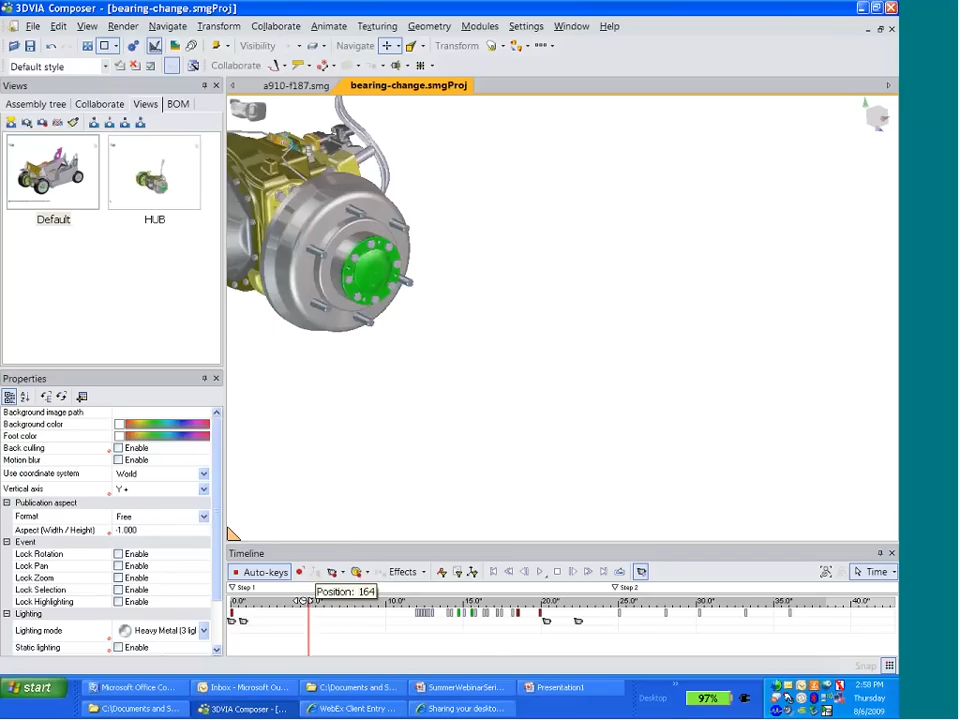 3DVIA Composer - [bearing-change.smgProj]
File Edit View Render Navigate Transform Collaborate Animate Texturing Geometry Modules Settings Window Help
Visibility Navigate Transform
Default style Collaborate
Views
a910-f187.smg bearing-change.smgProj
Assembly tree Collaborate Views BOM
Default HUB
Properties
Background image path
Background color
Foot color
Back culling Enable
Motion blur Enable
Use coordinate system World
Vertical axis Y +
Publication aspect
Format Free
Aspect (Width / Height) -1.000
Event
Lock Rotation Enable
Lock Pan Enable
Lock Zoom Enable
Lock Selection Enable
Lock Highlighting Enable
Lighting
Lighting mode Heavy Metal (3 ligl
Static lighting Enable
Timeline
Auto-keys Effects Time
Step 1 Position: 164 Step 2
0.0" 10.0" 15.0" 20.0" 25.0" 30.0" 35.0" 40.0"
Snap
start Microsoft Office Co... Inbox - Microsoft Ou... C:\Documents and S... SummerWebinarSeri... Presentation1 Desktop 97% 2:58 PM
Thursday
C:\Documents and S... 3DVIA Composer - [... WebEx Client Entry ... Sharing your deskto... 8/6/2009